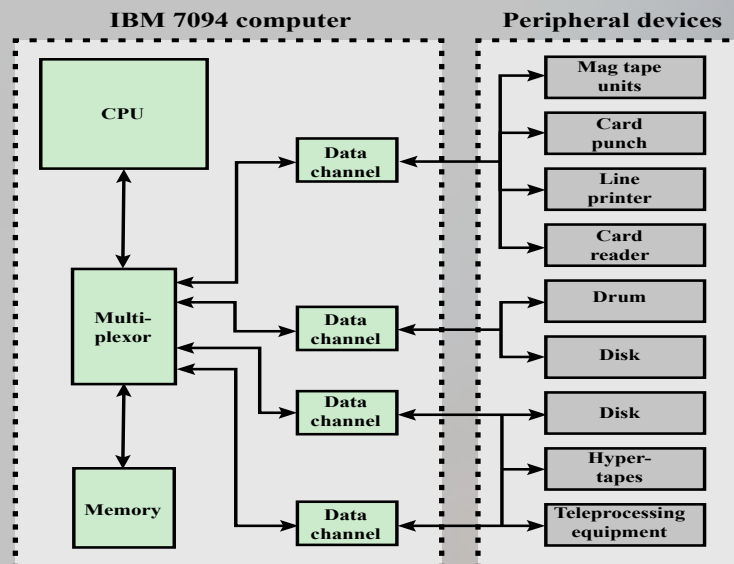 IBM 7094 computer
Peripheral devices
CPU
Multi-
plexor
Memory
Data
channel
Data
channel
Data
channel
Data
channel
Mag tape
units
Card
punch
Line
printer
Card
reader
Drum
Disk
Disk
Hyper-
tapes
Teleprocessing
equipment